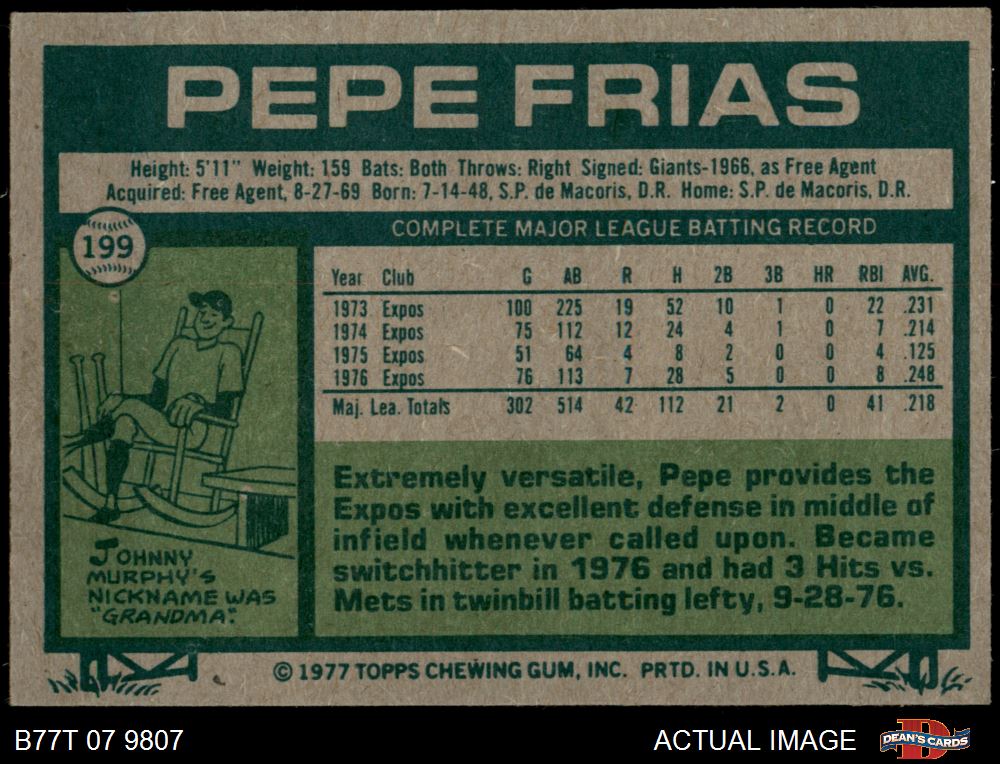 PEPE FRIAS
Height: 5'11" Weight: 159 Bats: Both Throws: Right Signed: Giants-1966, as Free Agent
Acquired: Free Agent, 8-27-69 Born: 7-14-48, S.P. de Macoris, D.R. Home: S.P. de Macoris, D.R.
199
COMPLETE MAJOR LEAGUE BATTING RECORD
Year Club G AB R H 2B 3B HR RBI AVG.
1973 Expos 100 225 19 52 10 1 0 22 .231
1974 Expos 75 112 12 24 4 1 0 7 .214
1975 Expos 51 64 4 8 2 0 0 4 .125
1976 Expos 76 113 7 28 5 0 0 8 .248
Maj. Lea. Totals 302 514 42 112 21 2 0 41 .218
JOHNNY
MURPHY'S
NICKNAME WAS
"GRANDMA."
Extremely versatile, Pepe provides the
Expos with excellent defense in middle of
infield whenever called upon. Became
switchhitter in 1976 and had 3 Hits vs.
Mets in twinbill batting lefty, 9-28-76.
© 1977 TOPPS CHEWING GUM, INC. PRTD. IN U.S.A.
B77T 07 9807
ACTUAL IMAGE
D
DEAN'S CARDS